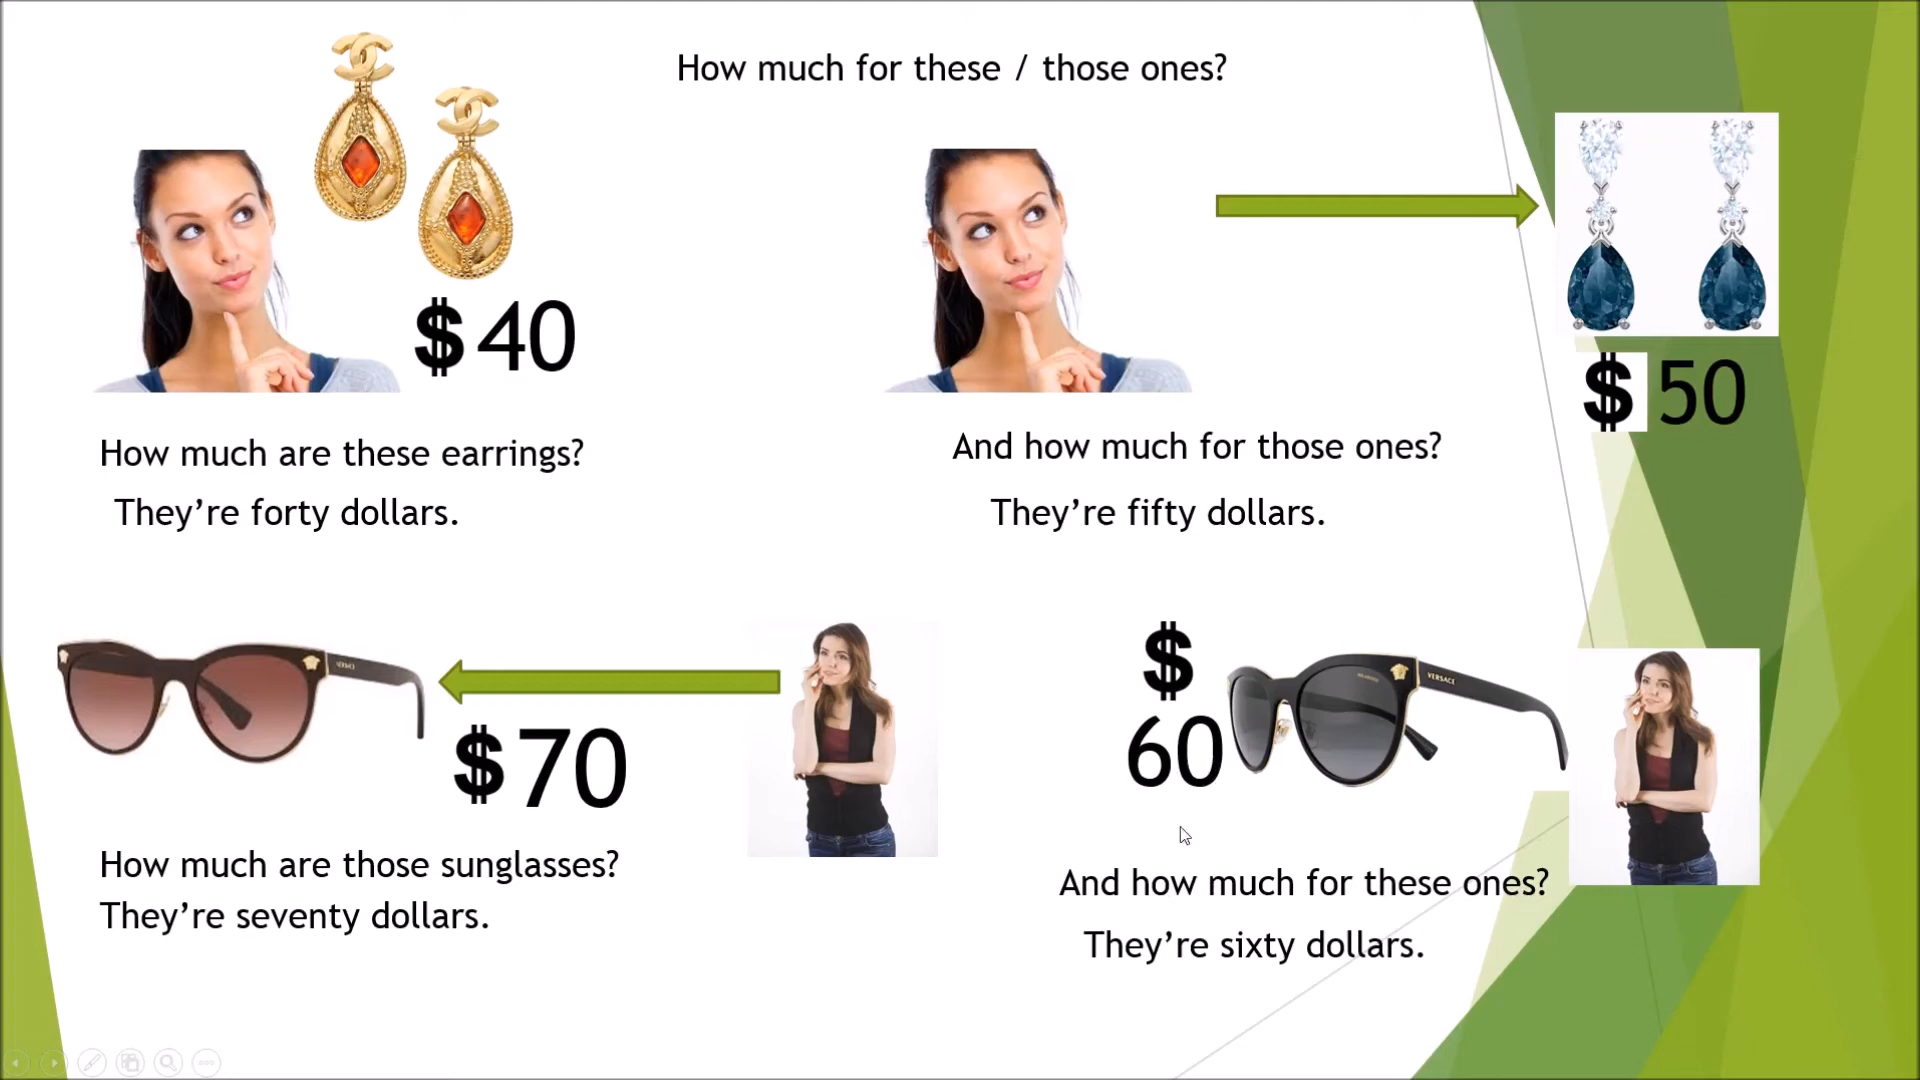 How much for these / those ones?
$ 40
$ 50
How much are these earrings?
They're forty dollars.
And how much for those ones?
They're fifty dollars.
VERSACE
$ 70
$
60
VERSACE
How much are those sunglasses?
They're seventy dollars.
And how much for these ones?
They're sixty dollars.